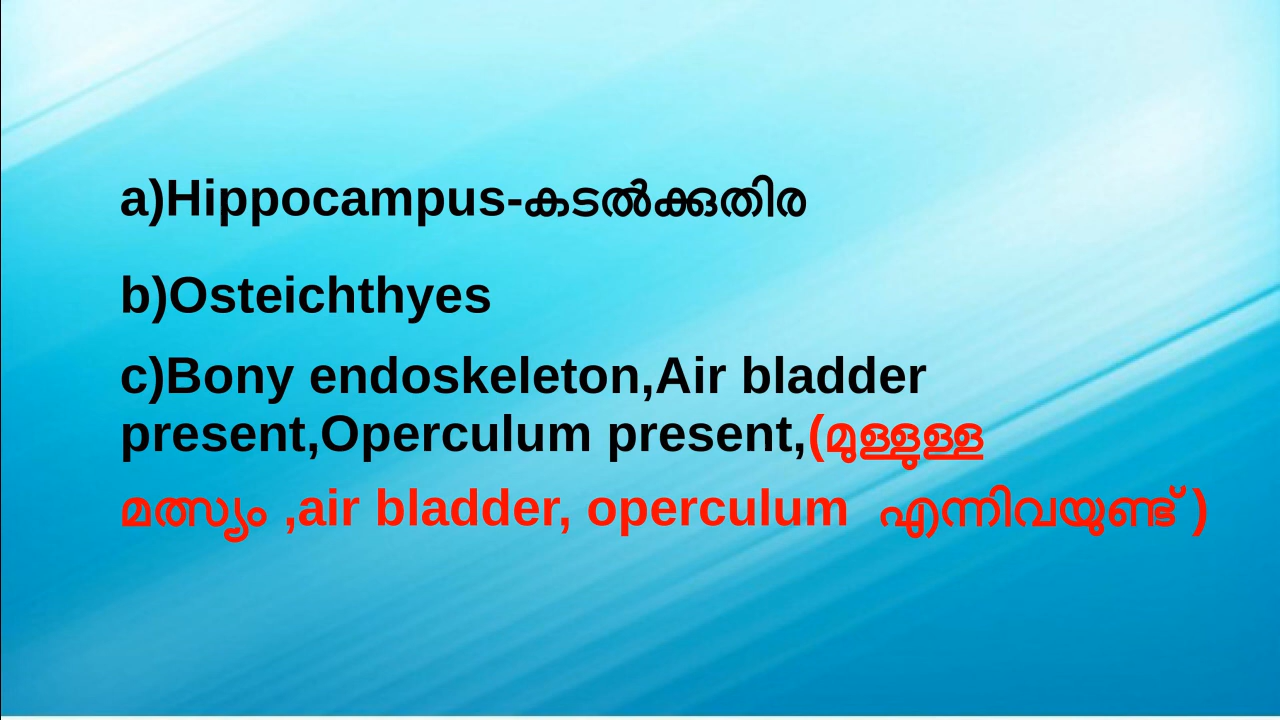 a)Hippocampus-കടൽക്കുതിര
b)Osteichthyes
c)Bony endoskeleton,Air bladder
present,Operculum present,(മുള്ളുള്ള
മത്സ്യം ,air bladder, operculum എന്നിവയുണ്ട് )